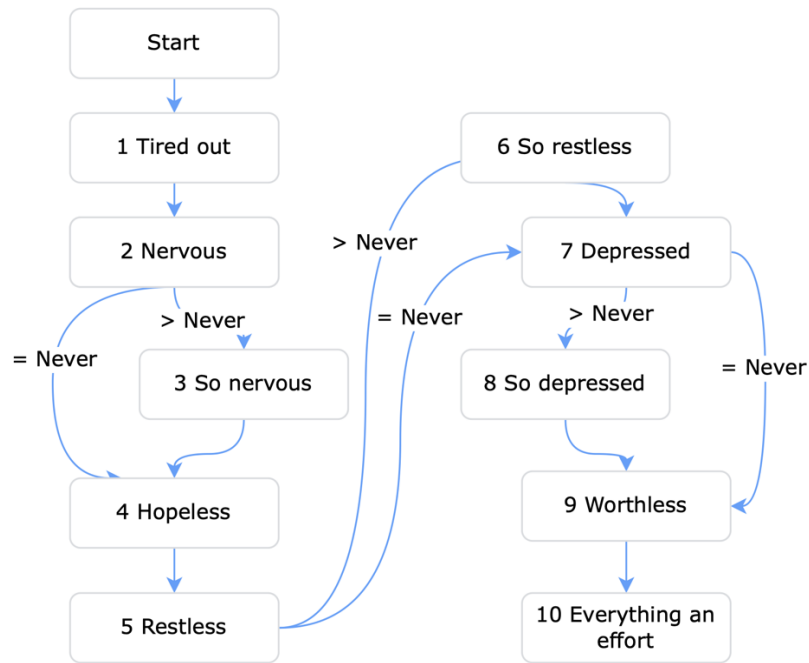 Start
1 Tired out
2 Nervous
> Never
= Never
3 So nervous
4 Hopeless
5 Restless
> Never
= Never
6 So restless
7 Depressed
> Never
= Never
8 So depressed
9 Worthless
10 Everything an
effort